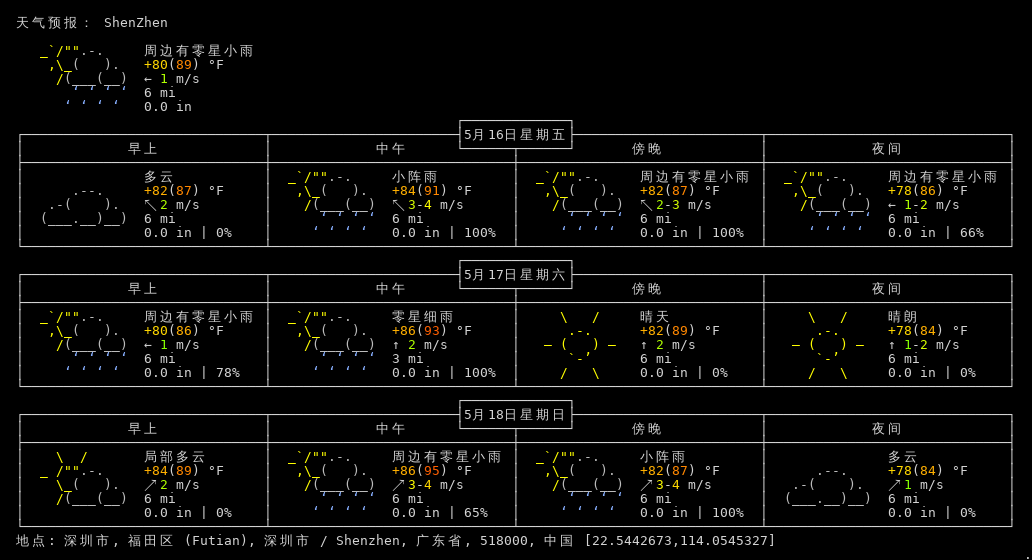 天气预报： ShenZhen
周边有零星小雨
+80(89) °F
← 1 m/s
6 mi
0.0 in
5月16日星期五
早上 中午 傍晚 夜间
多云 小阵雨 周边有零星小雨 周边有零星小雨
+82(87) °F +84(91) °F +82(87) °F +78(86) °F
↖ 2 m/s ↖ 3-4 m/s ↖ 2-3 m/s ← 1-2 m/s
6 mi 6 mi 6 mi 6 mi
0.0 in | 0% 0.0 in | 100% 0.0 in | 100% 0.0 in | 66%
5月17日星期六
早上 中午 傍晚 夜间
周边有零星小雨 零星细雨 晴天 晴朗
+80(86) °F +86(93) °F +82(89) °F +78(84) °F
← 1 m/s ↑ 2 m/s ↑ 2 m/s ↑ 1-2 m/s
6 mi 3 mi 6 mi 6 mi
0.0 in | 78% 0.0 in | 100% 0.0 in | 0% 0.0 in | 0%
5月18日星期日
早上 中午 傍晚 夜间
局部多云 周边有零星小雨 小阵雨 多云
+84(89) °F +86(95) °F +82(87) °F +78(84) °F
↗ 2 m/s ↗ 3-4 m/s ↗ 3-4 m/s ↗ 1 m/s
6 mi 6 mi 6 mi 6 mi
0.0 in | 0% 0.0 in | 65% 0.0 in | 100% 0.0 in | 0%
地点: 深圳市, 福田区 (Futian), 深圳市 / Shenzhen, 广东省, 518000, 中国 [22.5442673,114.0545327]